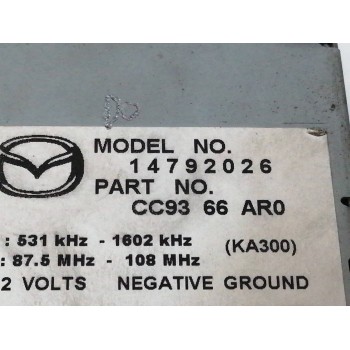 MODEL NO.
14792026
PART NO.
CC93 66 AR0
: 531 kHz - 1602 kHz
(KA300)
: 87.5 MHz - 108 MHz
2 VOLTS NEGATIVE GROUND